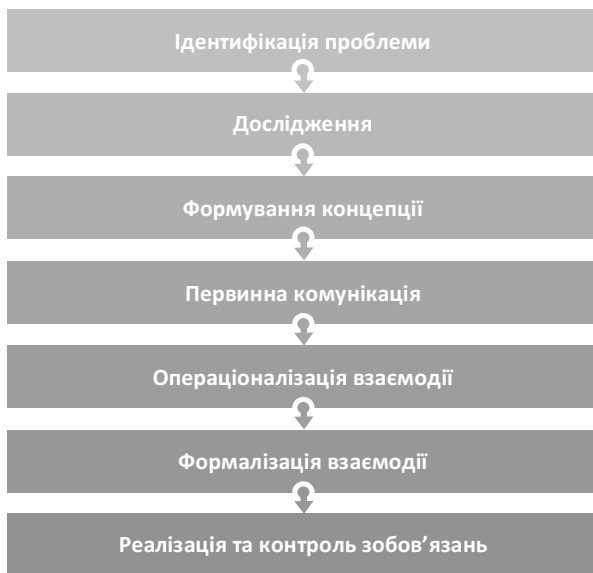 Ідентифікація проблеми
Дослідження
Формування концепції
Первинна комунікація
Операціоналізація взаємодії
Формалізація взаємодії
Реалізація та контроль зобов’язань